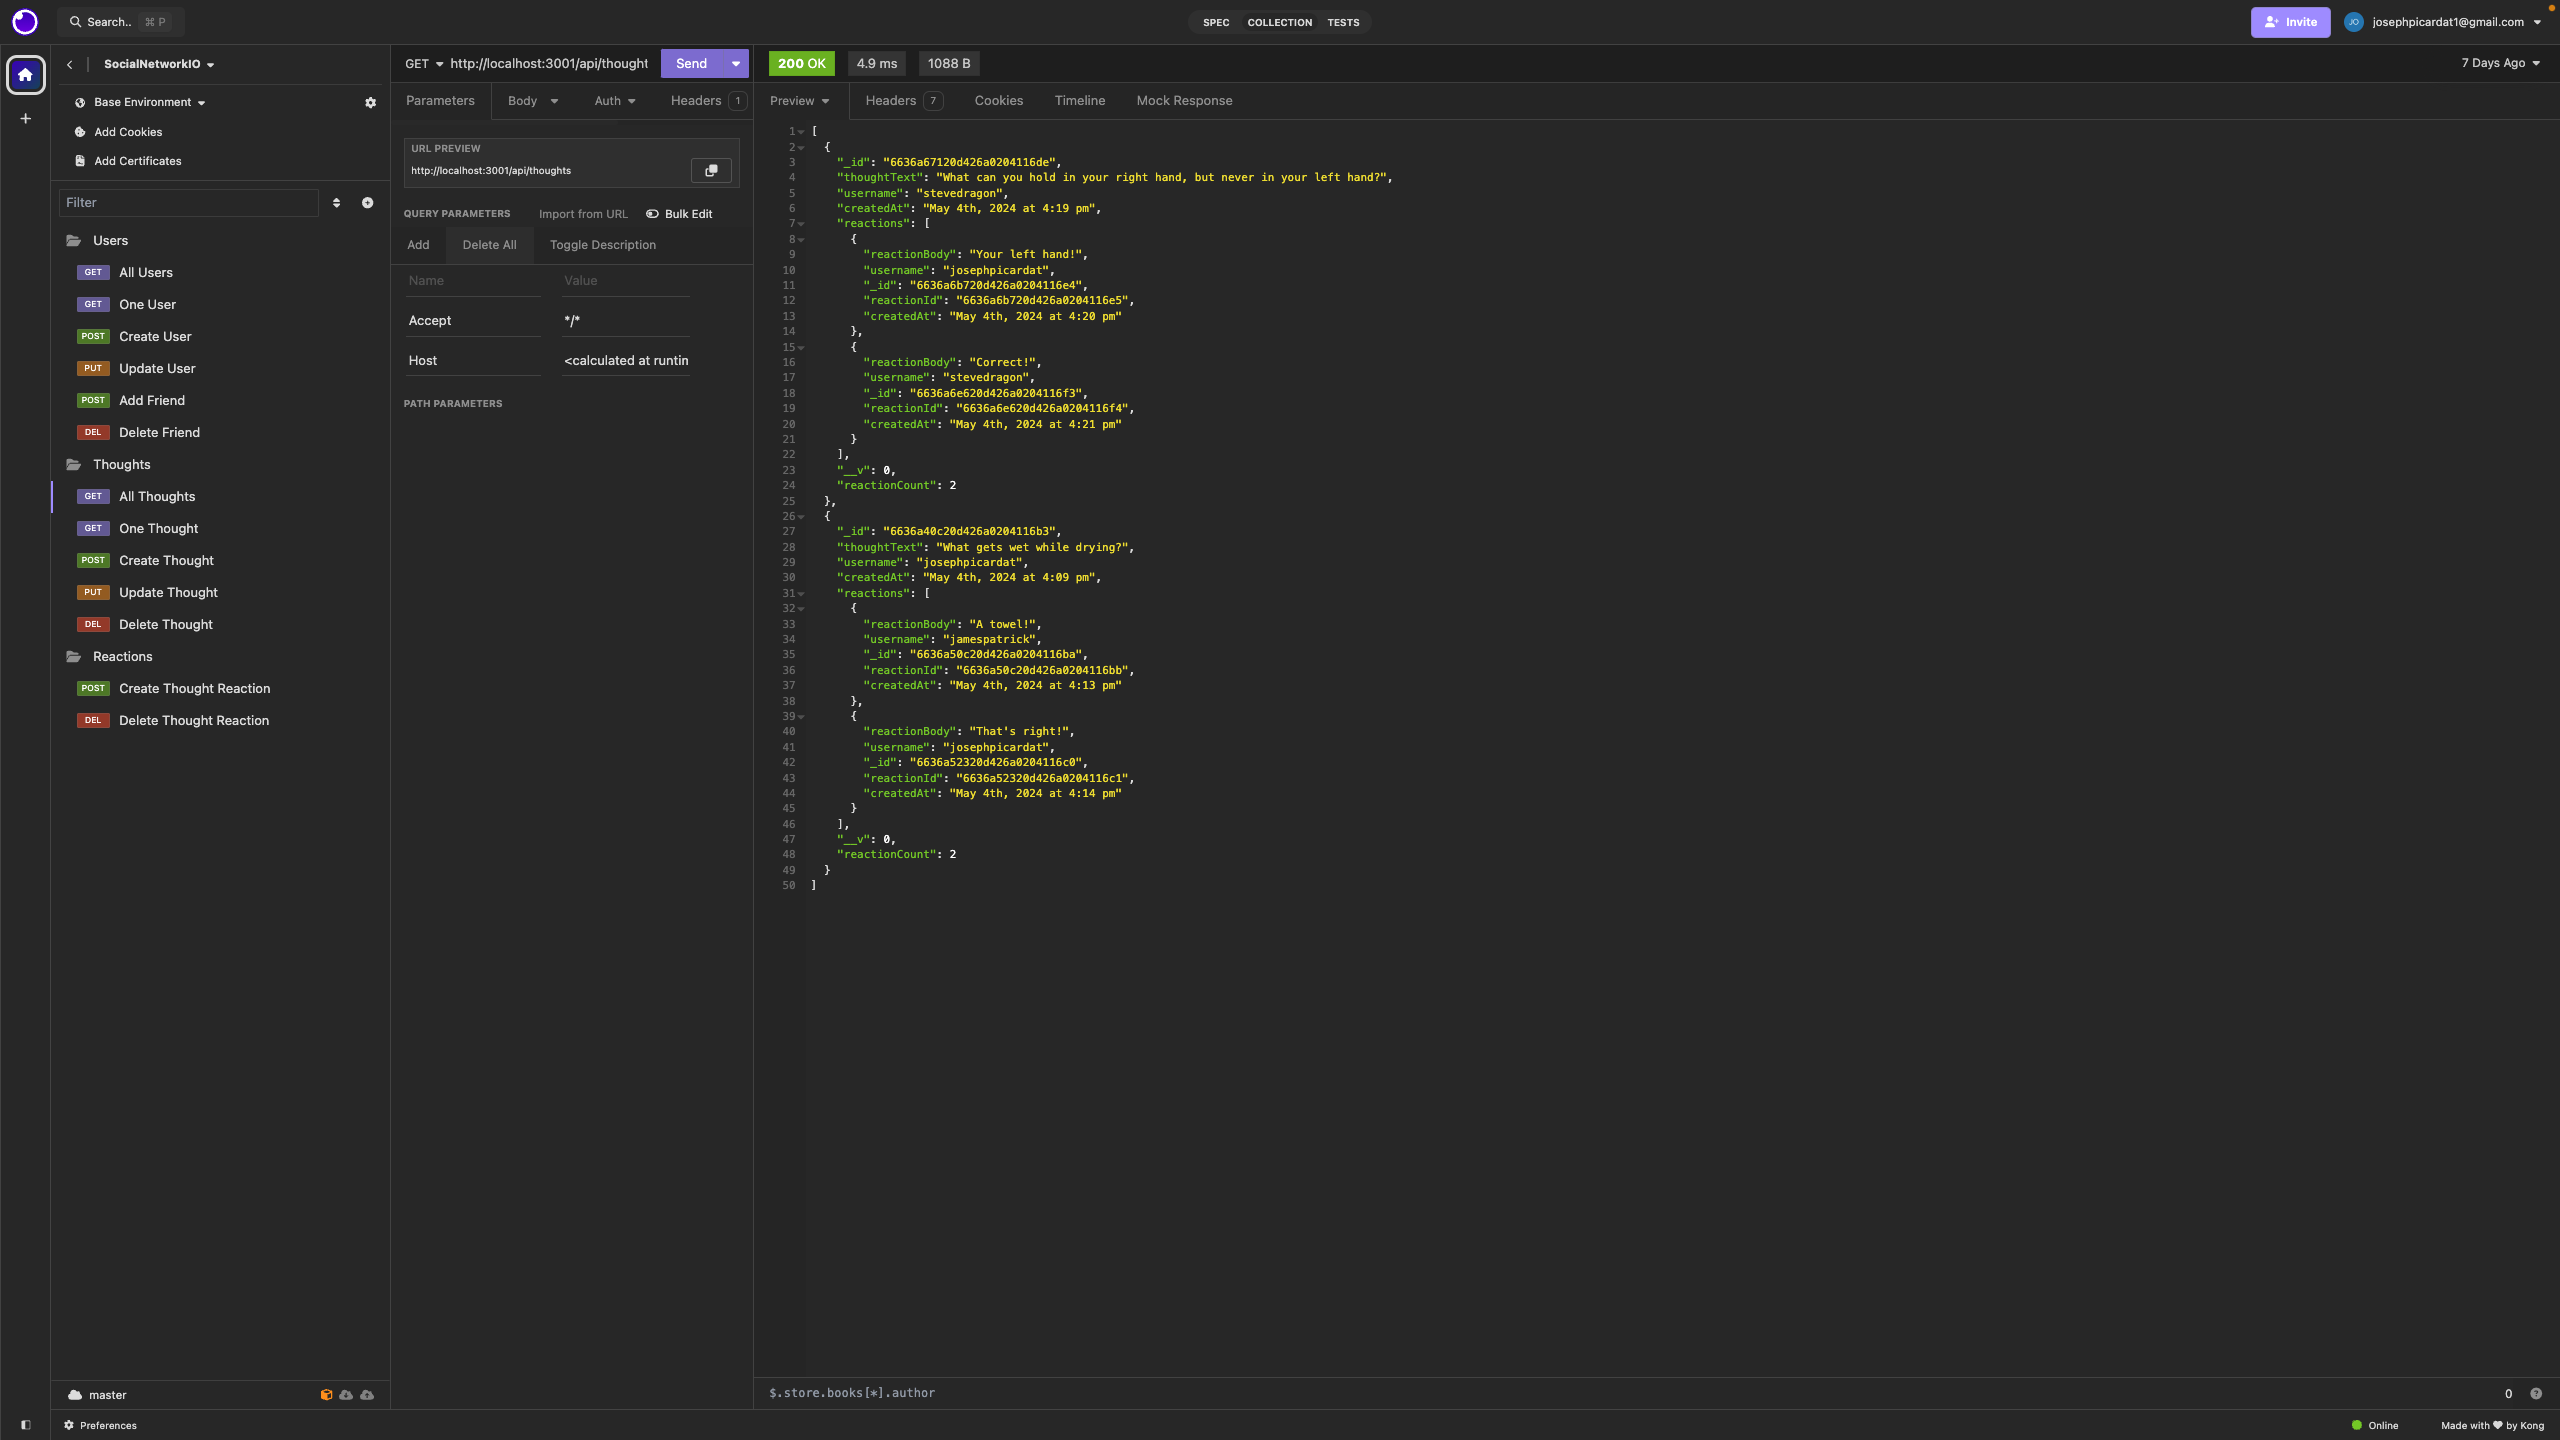 Search.. ⌘ P
SPEC COLLECTION TESTS
Invite
JO josephpicardat1@gmail.com
SocialNetworkIO
Base Environment
Add Cookies
Add Certificates
Filter
Users
GET All Users
GET One User
POST Create User
PUT Update User
POST Add Friend
DEL Delete Friend
Thoughts
GET All Thoughts
GET One Thought
POST Create Thought
PUT Update Thought
DEL Delete Thought
Reactions
POST Create Thought Reaction
DEL Delete Thought Reaction
master
Preferences
GET http://localhost:3001/api/thought Send
Parameters Body Auth Headers 1
URL PREVIEW
http://localhost:3001/api/thoughts
QUERY PARAMETERS Import from URL Bulk Edit
Add Delete All Toggle Description
Name Value
Accept */*
Host <calculated at runtin
PATH PARAMETERS
200 OK 4.9 ms 1088 B 7 Days Ago
Preview Headers 7 Cookies Timeline Mock Response
1 [
2 {
3 "_id": "6636a67120d426a0204116de",
4 "thoughtText": "What can you hold in your right hand, but never in your left hand?",
5 "username": "stevedragon",
6 "createdAt": "May 4th, 2024 at 4:19 pm",
7 "reactions": [
8 {
9 "reactionBody": "Your left hand!",
10 "username": "josephpicardat",
11 "_id": "6636a6b720d426a0204116e4",
12 "reactionId": "6636a6b720d426a0204116e5",
13 "createdAt": "May 4th, 2024 at 4:20 pm"
14 },
15 {
16 "reactionBody": "Correct!",
17 "username": "stevedragon",
18 "_id": "6636a6e620d426a0204116f3",
19 "reactionId": "6636a6e620d426a0204116f4",
20 "createdAt": "May 4th, 2024 at 4:21 pm"
21 }
22 ],
23 "__v": 0,
24 "reactionCount": 2
25 },
26 {
27 "_id": "6636a40c20d426a0204116b3",
28 "thoughtText": "What gets wet while drying?",
29 "username": "josephpicardat",
30 "createdAt": "May 4th, 2024 at 4:09 pm",
31 "reactions": [
32 {
33 "reactionBody": "A towel!",
34 "username": "jamespatrick",
35 "_id": "6636a50c20d426a0204116ba",
36 "reactionId": "6636a50c20d426a0204116bb",
37 "createdAt": "May 4th, 2024 at 4:13 pm"
38 },
39 {
40 "reactionBody": "That's right!",
41 "username": "josephpicardat",
42 "_id": "6636a52320d426a0204116c0",
43 "reactionId": "6636a52320d426a0204116c1",
44 "createdAt": "May 4th, 2024 at 4:14 pm"
45 }
46 ],
47 "__v": 0,
48 "reactionCount": 2
49 }
50 ]
$.store.books[*].author 0
Online Made with ❤ by Kong